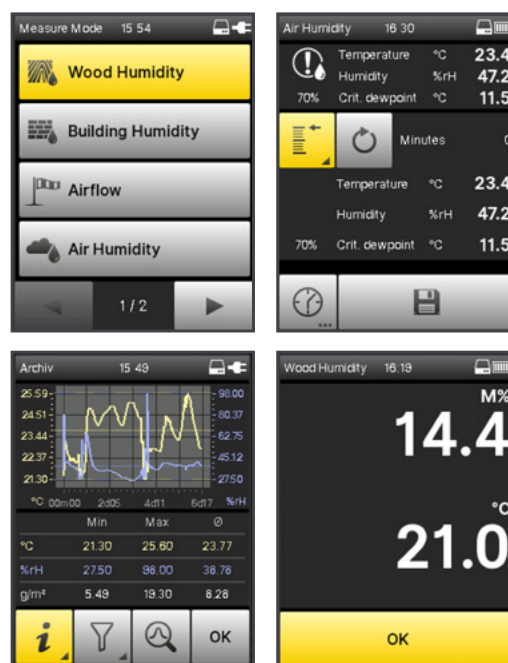 Measure Mode 15 54
Wood Humidity
Building Humidity
Airflow
Air Humidity
1 / 2
Air Humidity 16 30
Temperature °C 23.4
Humidity %rH 47.2
70% Crit. dewpoint °C 11.5
Minutes 0
Temperature °C 23.4
Humidity %rH 47.2
70% Crit. dewpoint °C 11.5
Archiv 15 49
25.59 98.00
24.51 80.37
23.44 62.75
22.37 45.12
21.30 27.50
°C 00m00 2d05 4d11 6d17 %rH
Min Max Ø
°C 21.30 25.60 23.77
%rH 27.50 98.00 38.78
g/m³ 5.49 19.30 8.28
i OK
Wood Humidity 16:19
M%
14.4
°C
21.0
OK